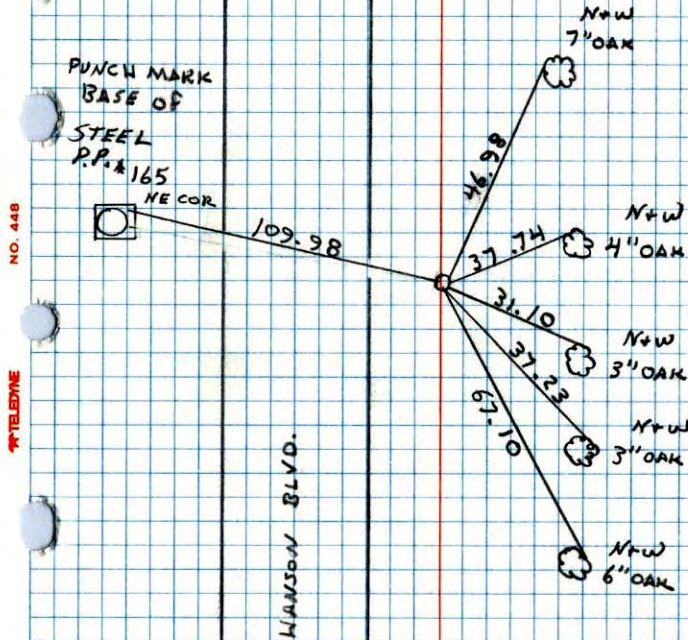 N+W
7"OAK
PUNCH MARK
BASE OF
STEEL
P.P.#165
NE COR
46.98
109.98
37.74
N+W
4"OAK
31.10
N+W
3"OAK
37.23
N+W
3"OAK
67.10
N+W
6"OAK
HANSON BLVD.
NO. 448
TELEDYNE